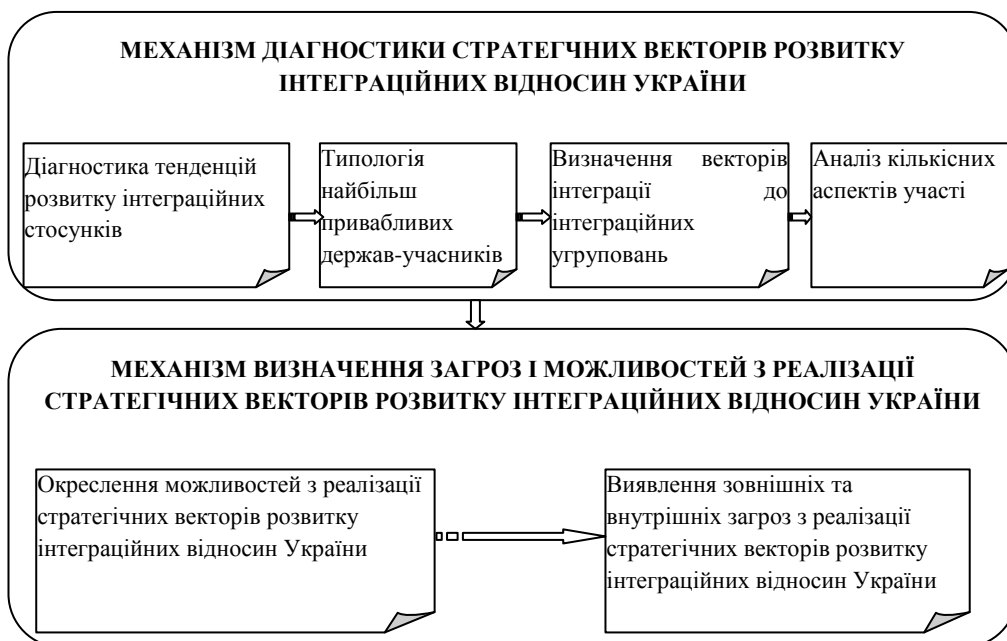 МЕХАНІЗМ ДІАГНОСТИКИ СТРАТЕГЧНИХ ВЕКТОРІВ РОЗВИТКУ
ІНТЕГРАЦІЙНИХ ВІДНОСИН УКРАЇНИ
Діагностика тенденцій
розвитку інтеграційних
стосунків
Типологія
найбільш
привабливих
держав-учасників
Визначення векторів
інтеграції до
інтеграційних
угруповань
Аналіз кількісних
аспектів участі
МЕХАНІЗМ ВИЗНАЧЕННЯ ЗАГРОЗ І МОЖЛИВОСТЕЙ З РЕАЛІЗАЦІЇ
СТРАТЕГІЧНИХ ВЕКТОРІВ РОЗВИТКУ ІНТЕГРАЦІЙНИХ ВІДНОСИН УКРАЇНИ
Окреслення можливостей з реалізації
стратегічних векторів розвитку
інтеграційних відносин України
Виявлення зовнішніх та
внутрішніх загроз з реалізації
стратегічних векторів розвитку
інтеграційних відносин України